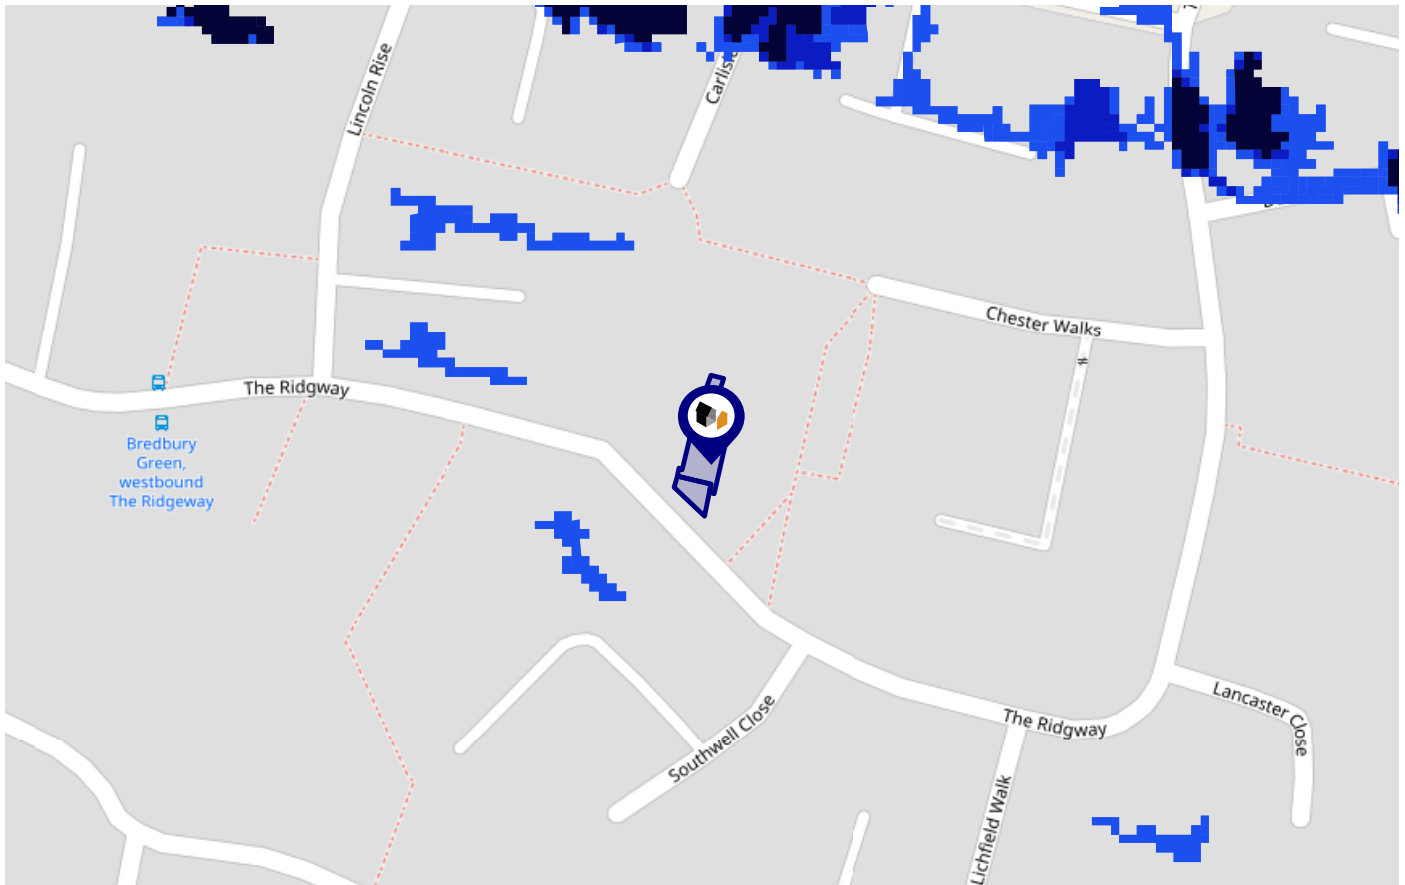 Lincoln Rise
Carlisle
Chester Walks
The Ridgway
Bredbury
Green,
westbound
The Ridgeway
Southwell Close
The Ridgway
Lancaster Close
Lichfield Walk